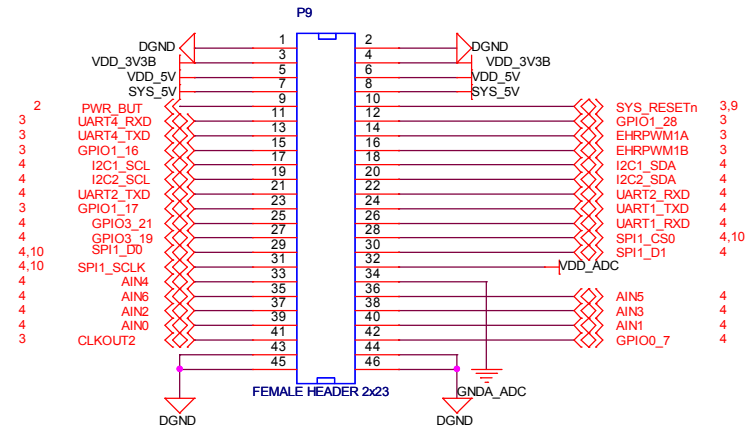 P9
DGND 1 2 DGND
VDD_3V3B 3 4 VDD_3V3B
VDD_5V 5 6 VDD_5V
SYS_5V 7 8 SYS_5V
2 PWR_BUT 9 10 SYS_RESETn 3,9
3 UART4_RXD 11 12 GPIO1_28 3
3 UART4_TXD 13 14 EHRPWM1A 3
3 GPIO1_16 15 16 EHRPWM1B 3
4 I2C1_SCL 17 18 I2C1_SDA 4
4 I2C2_SCL 19 20 I2C2_SDA 4
4 UART2_TXD 21 22 UART2_RXD 4
3 GPIO1_17 23 24 UART1_TXD 4
4 GPIO3_21 25 26 UART1_RXD 4
4 GPIO3_19 27 28 SPI1_CS0 4,10
4,10 SPI1_D0 29 30 SPI1_D1 4
4,10 SPI1_SCLK 31 32 VDD_ADC
4 AIN4 33 34
4 AIN6 35 36 AIN5 4
4 AIN2 37 38 AIN3 4
4 AIN0 39 40 AIN1 4
3 CLKOUT2 41 42 GPIO0_7 4
43 44
45 46
FEMALE HEADER 2x23 GNDA_ADC
DGND DGND